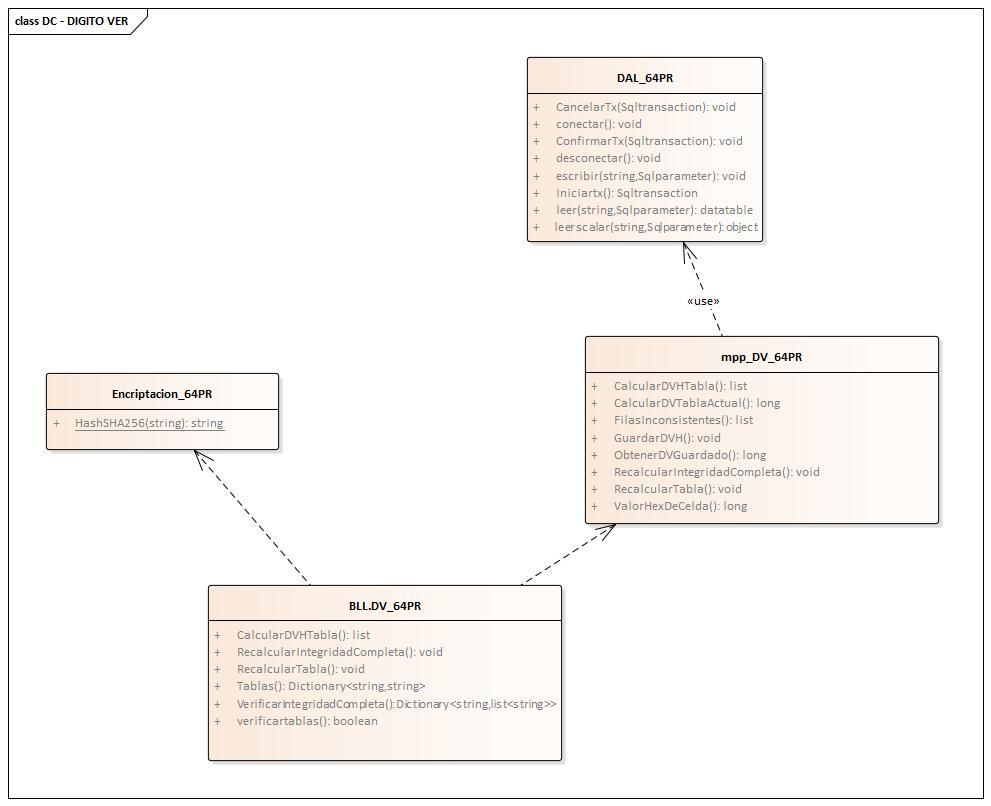 class DC - DIGITO VER
DAL_64PR
+ CancelarTx(Sqltransaction): void
+ conectar(): void
+ ConfirmarTx(Sqltransaction): void
+ desconectar(): void
+ escribir(string,Sqlparameter): void
+ Iniciartx(): Sqltransaction
+ leer(string,Sqlparameter): datatable
+ leerscalar(string,Sqlparameter):object
«use»
mpp_DV_64PR
+ CalcularDVHTabla(): list
+ CalcularDVTablaActual(): long
+ FilasInconsistentes(): list
+ GuardarDVH(): void
+ ObtenerDVGuardado(): long
+ RecalcularIntegridadCompleta(): void
+ RecalcularTabla(): void
+ ValorHexDeCelda(): long
Encriptacion_64PR
+ HashSHA256(string): string
BLL.DV_64PR
+ CalcularDVHTabla(): list
+ RecalcularIntegridadCompleta(): void
+ RecalcularTabla(): void
+ Tablas(): Dictionary<string,string>
+ VerificarIntegridadCompleta():Dictionary<string,list<string>>
+ verificartablas(): boolean